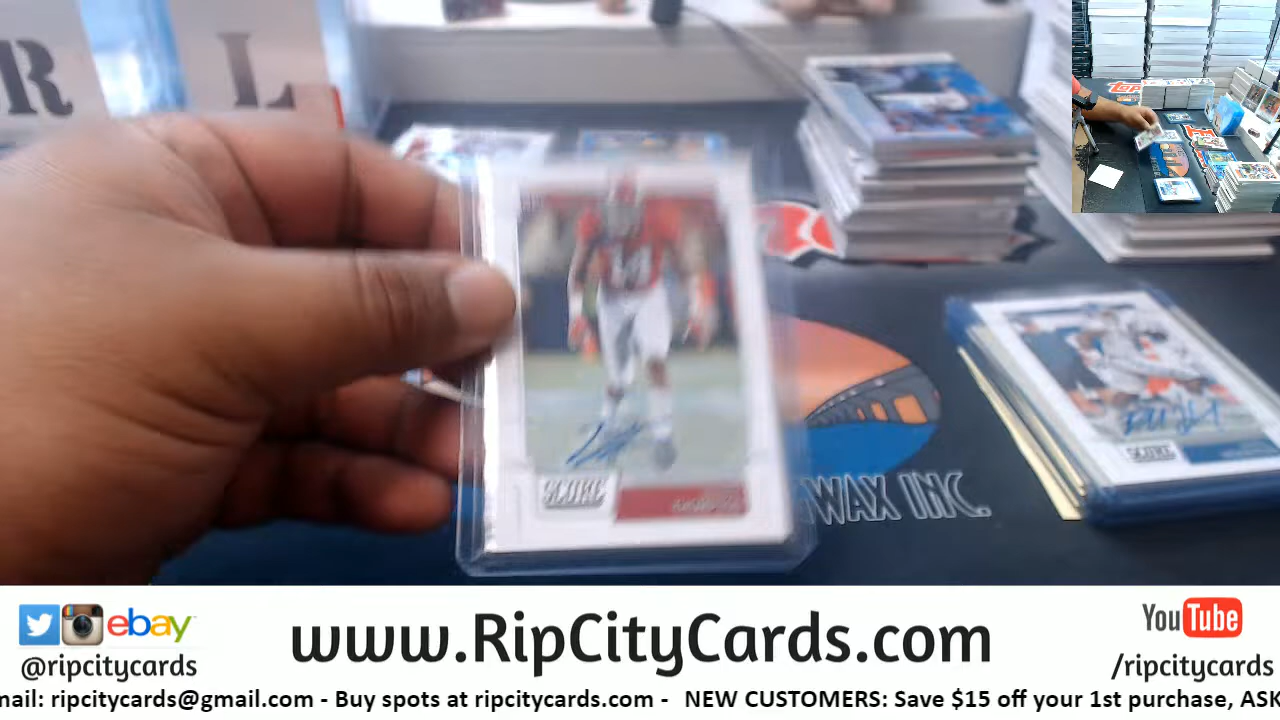 R L
SCORE
SCORE
WAX INC.
ebay
www.RipCityCards.com
YouTube
@ripcitycards
/ripcitycards
mail: ripcitycards@gmail.com - Buy spots at ripcitycards.com - NEW CUSTOMERS: Save $15 off your 1st purchase, ASK